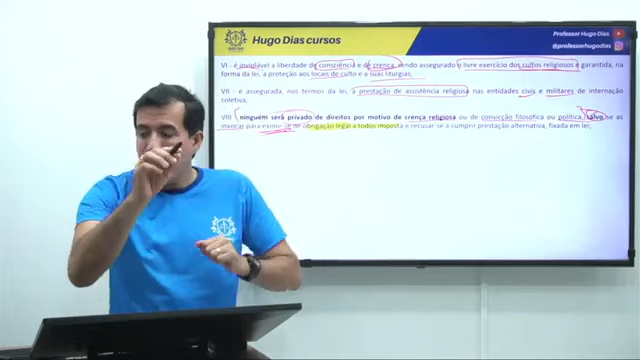 Hugo Dias cursos
Professor Hugo Dias
@professorhugodias
VI - é inviolável a liberdade de consciência e de crença, sendo assegurado o livre exercício dos cultos religiosos e garantida, na
forma da lei, a proteção aos locais de culto e a suas liturgias;
VII - é assegurada, nos termos da lei, a prestação de assistência religiosa nas entidades civis e militares de internação
coletiva;
VIII ninguém será privado de direitos por motivo de crença religiosa ou de convicção filosófica ou política, salvo se as
invocar para eximir-se de obrigação legal a todos imposta e recusar-se a cumprir prestação alternativa, fixada em lei;